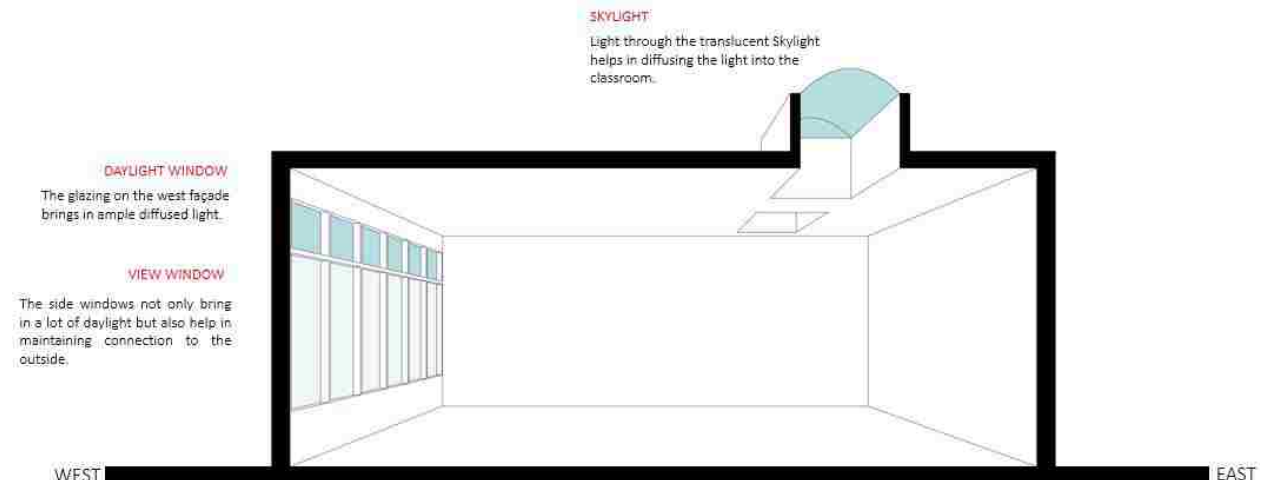 SKYLIGHT
Light through the translucent Skylight
helps in diffusing the light into the
classroom.
DAYLIGHT WINDOW
The glazing on the west façade
brings in ample diffused light.
VIEW WINDOW
The side windows not only bring
in a lot of daylight but also help in
maintaining connection to the
outside.
WEST
EAST